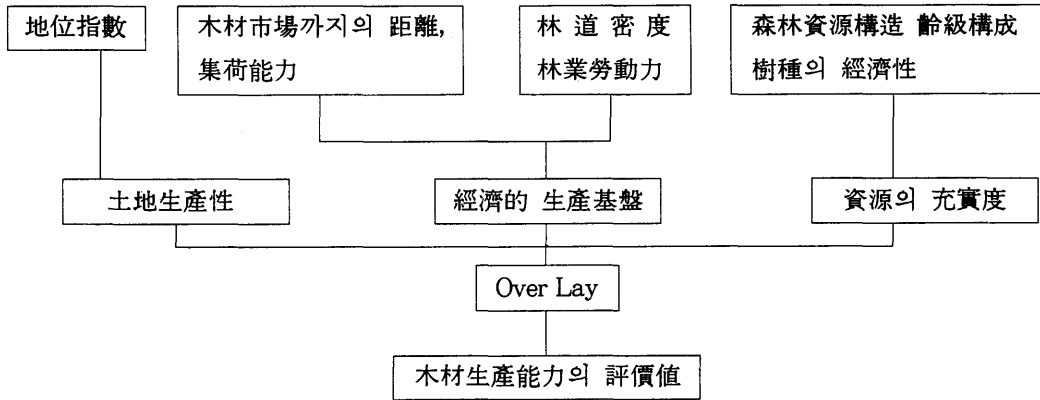 地位指數
木材市場까지의 距離,
集荷能力
林 道 密 度
林業勞動力
森林資源構造 齡級構成
樹種의 經濟性
土地生產性
經濟的 生產基盤
資源의 充實度
Over Lay
木材生產能力의 評價値